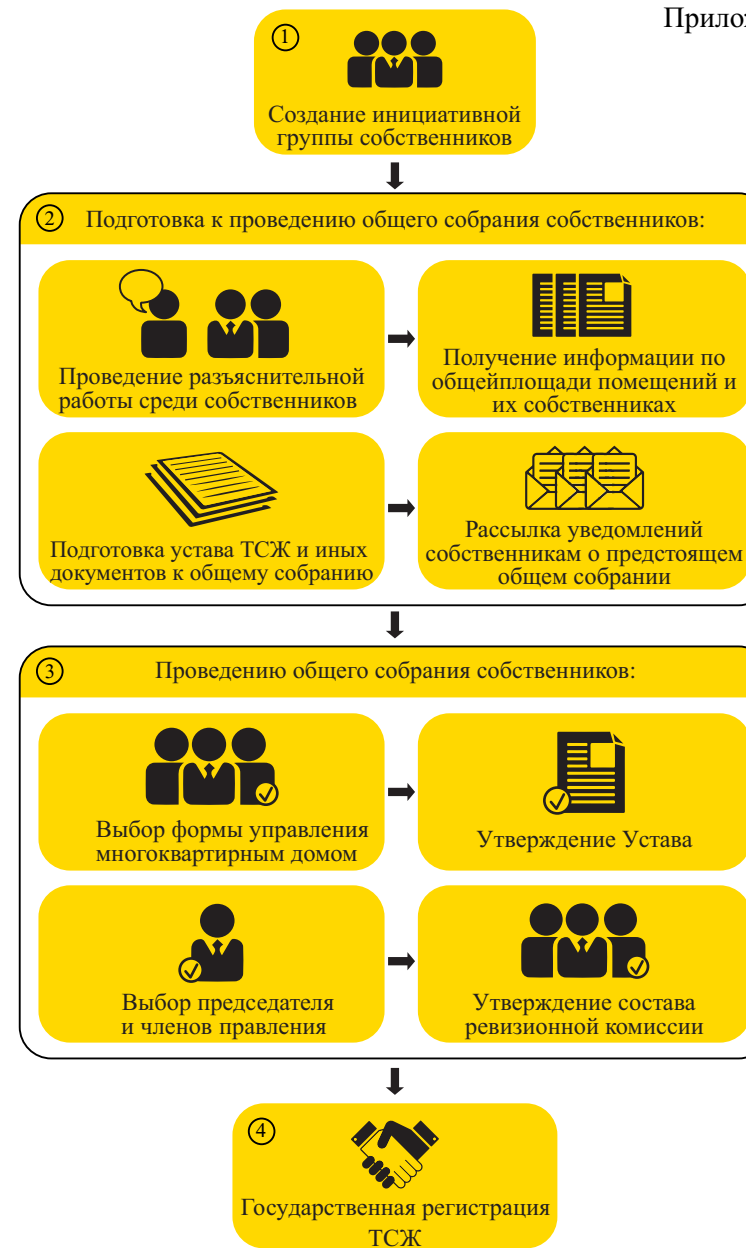 Прилож
1
Создание инициативной
группы собственников
2 Подготовка к проведению общего собрания собственников:
Проведение разъяснительной
работы среди собственников
Получение информации по
общейплощади помещений и
их собственниках
Подготовка устава ТСЖ и иных
документов к общему собранию
Рассылка уведомлений
собственникам о предстоящем
общем собрании
3 Проведению общего собрания собственников:
Выбор формы управления
многоквартирным домом
Утверждение Устава
Выбор председателя
и членов правления
Утверждение состава
ревизионной комиссии
4
Государственная регистрация
ТСЖ